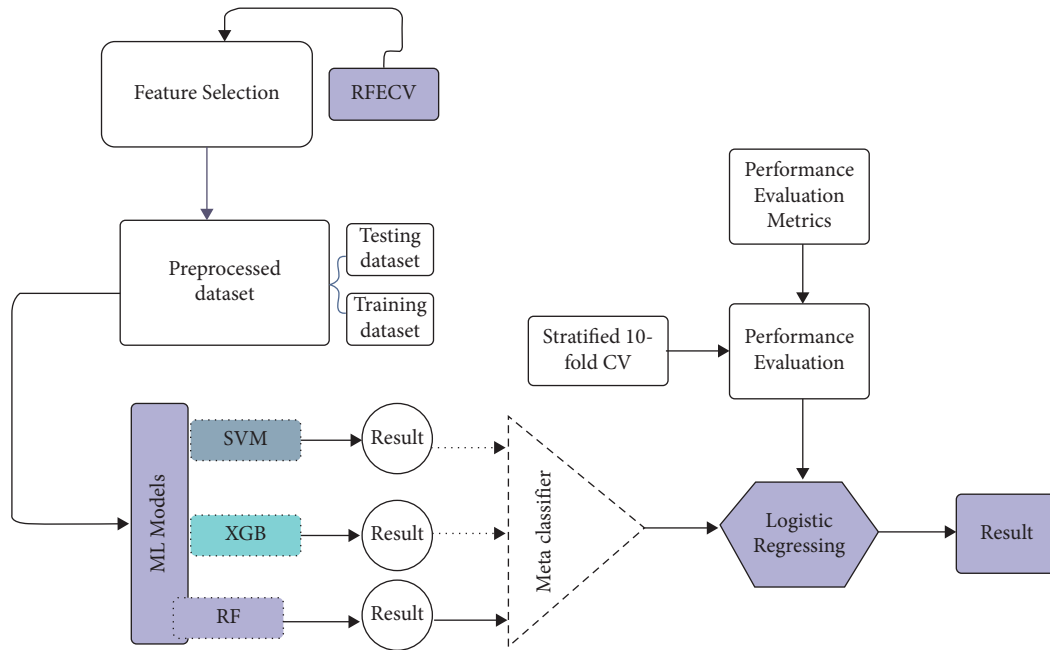 Feature Selection
RFECV
Preprocessed
dataset
Testing
dataset
Training
dataset
Performance
Evaluation
Metrics
Stratified 10-
fold CV
Performance
Evaluation
ML Models
SVM
Result
XGB
Result
RF
Result
Meta classifier
Logistic
Regressing
Result